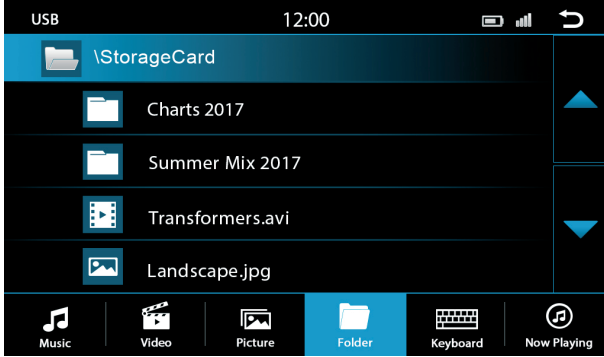 USB 12:00
\StorageCard
Charts 2017
Summer Mix 2017
Transformers.avi
Landscape.jpg
Music Video Picture Folder Keyboard Now Playing